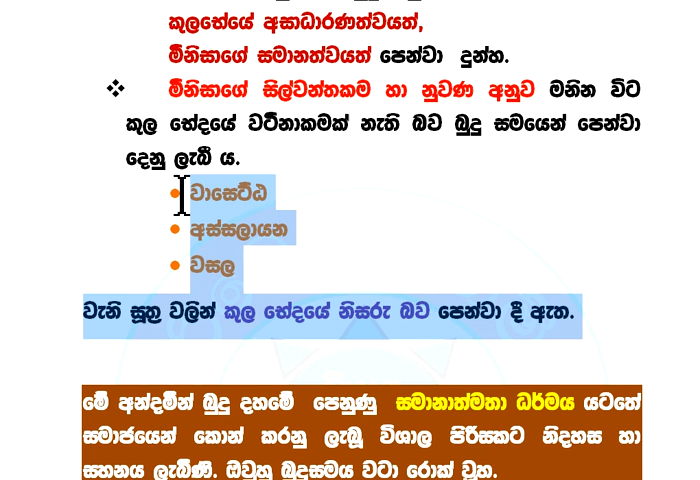 කුලභේයේ අසාධාරණත්වයත්,
මිනිසාගේ සමානත්වයත් පෙන්වා දුන්හ.
❖ මිනිසාගේ සිල්වන්තකම හා නුවණ අනුව මනින විට
කුල භේදයේ වටිනාකමක් නැති බව බුදු සමයෙන් පෙන්වා
දෙනු ලැබී ය.
• වාසෙට්ඨ
• අස්සලායන
• වසල
වැනි සූත්‍ර වලින් කුල භේදයේ නිසරු බව පෙන්වා දී ඇත.
මේ අන්දමින් බුදු දහමේ පෙනුණු සමානාත්මතා ධර්මය යටතේ
සමාජයෙන් කොන් කරනු ලැබූ විශාල පිරිසකට නිදහස හා
සහනය ලැබිණි. ඔවුහු බුදුසමය වටා රොක් වූහ.